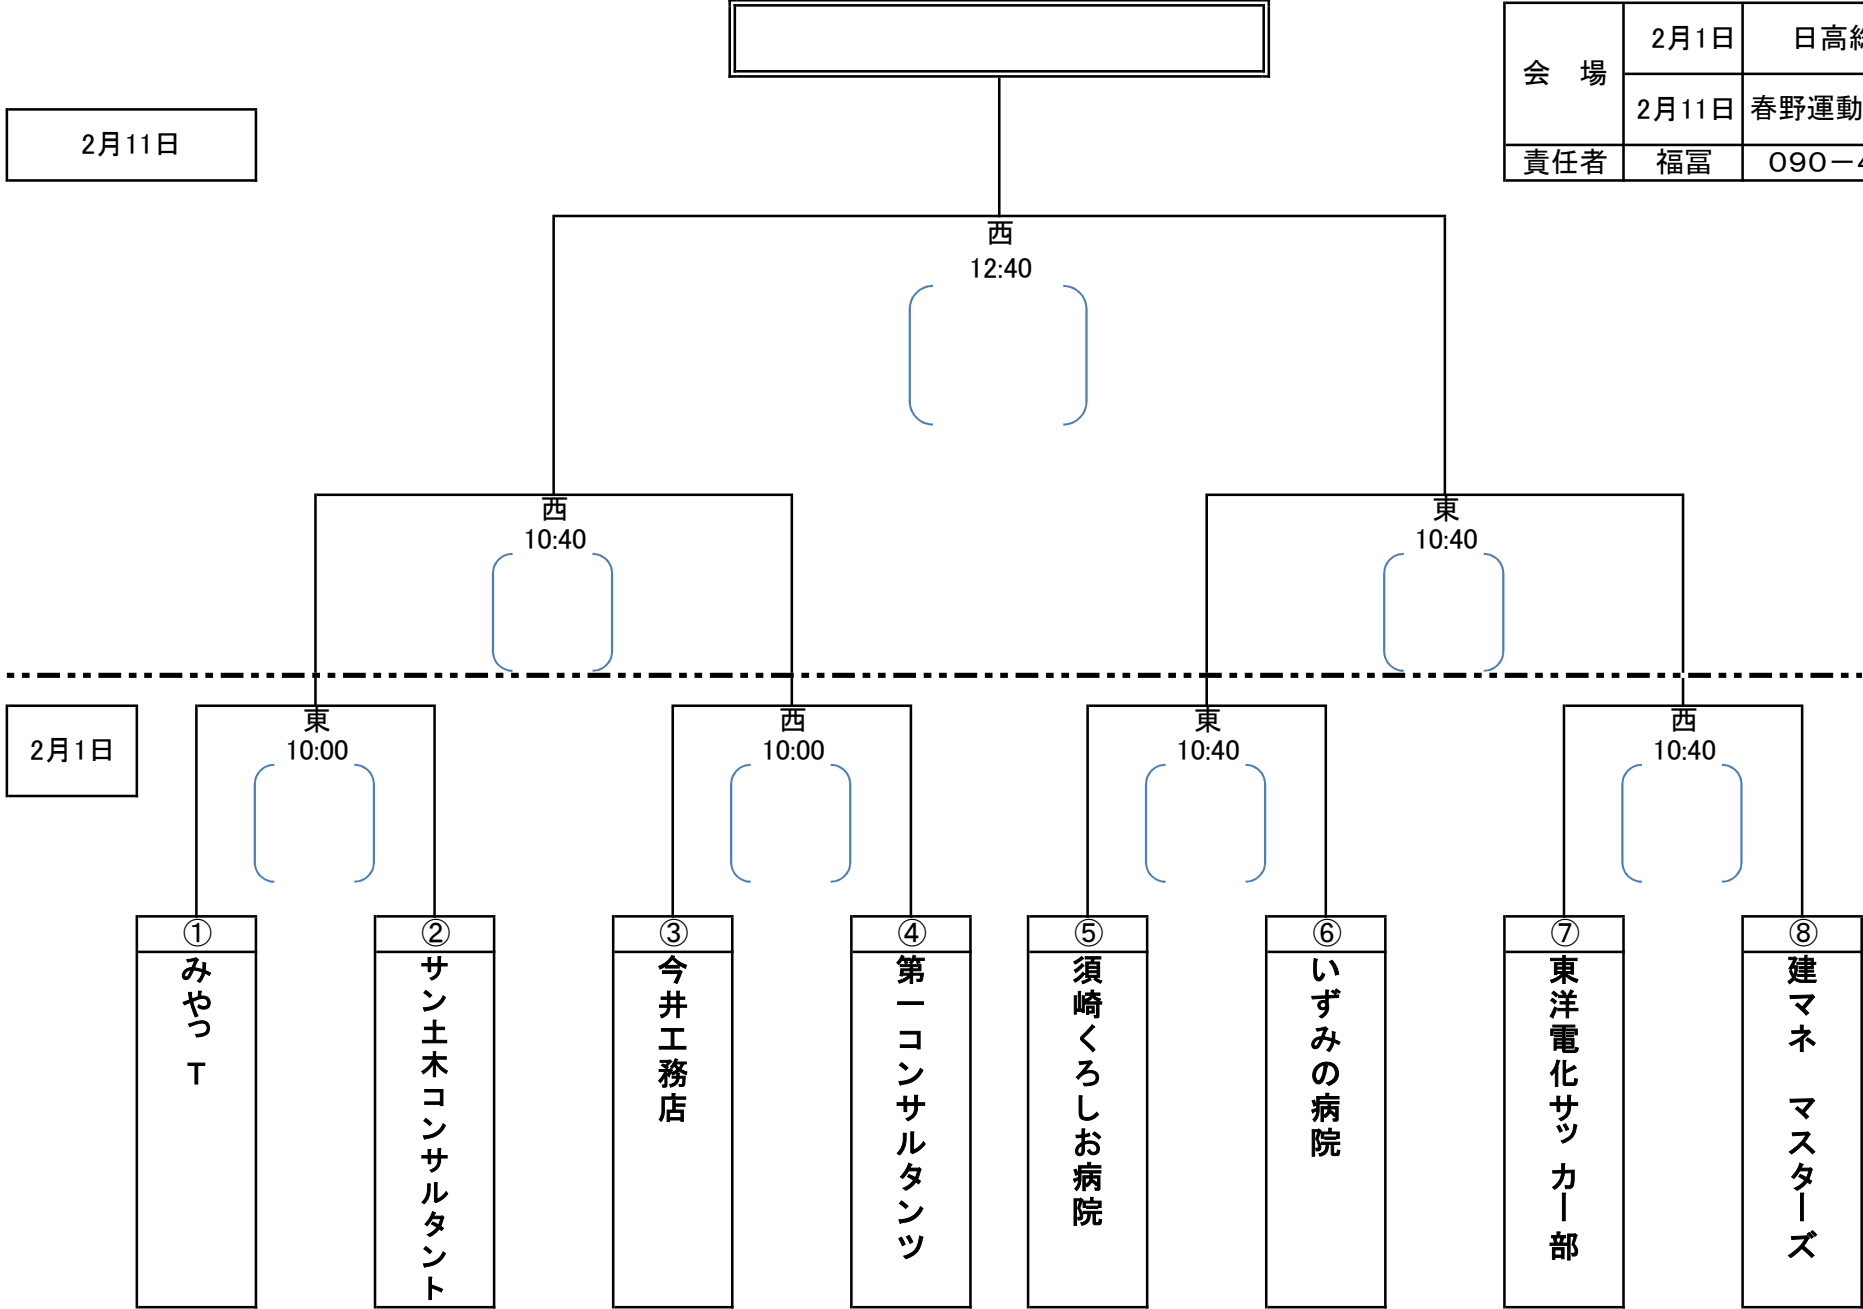 会　場
2月1日
日高総
2月11日
春野運動
責任者
福冨
090－4
2月11日
西
12:40
西
10:40
東
10:40
2月1日
東
10:00
西
10:00
東
10:40
西
10:40
①
みやっ T
②
サン土木コンサルタント
③
今井工務店
④
第一コンサルタンツ
⑤
須崎くろしお病院
⑥
いずみの病院
⑦
東洋電化サッカー部
⑧
建マネ　マスターズ